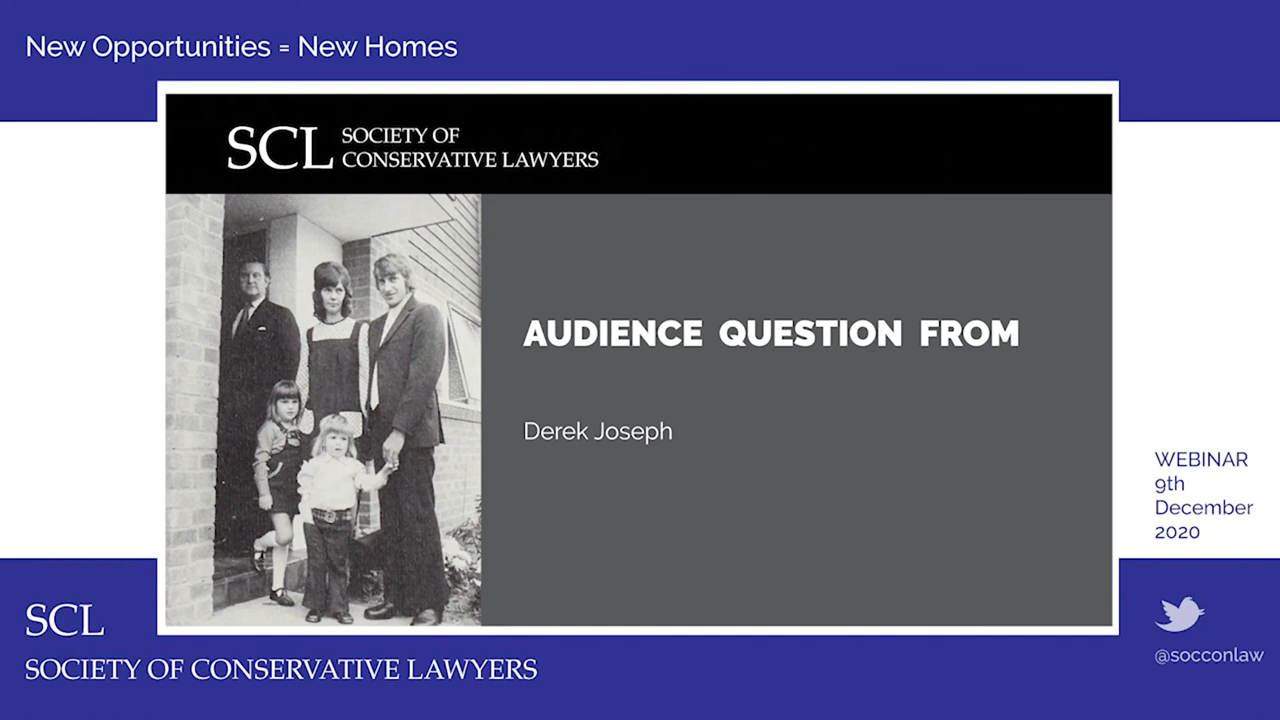 New Opportunities = New Homes
SCL SOCIETY OF
CONSERVATIVE LAWYERS
AUDIENCE QUESTION FROM
Derek Joseph
WEBINAR
9th
December
2020
SCL
SOCIETY OF CONSERVATIVE LAWYERS
@socconlaw